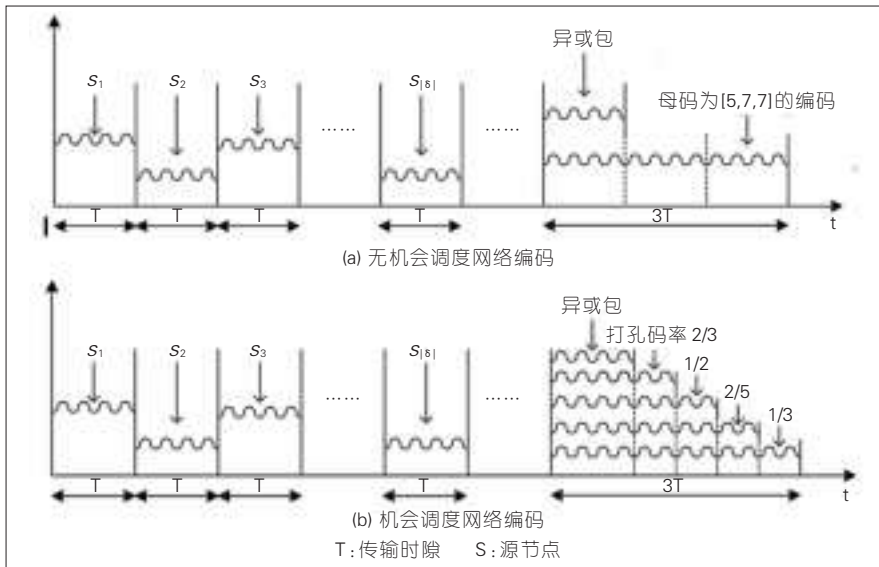 异或包
S1
S2
S3
S|δ|
母码为[5,7,7]的编码
……
……
T
T
T
T
3T
t
(a) 无机会调度网络编码
异或包
打孔码率 2/3
S1
S2
S3
S|δ|
1/2
……
……
2/5
1/3
T
T
T
T
3T
t
(b) 机会调度网络编码
T:传输时隙 S:源节点